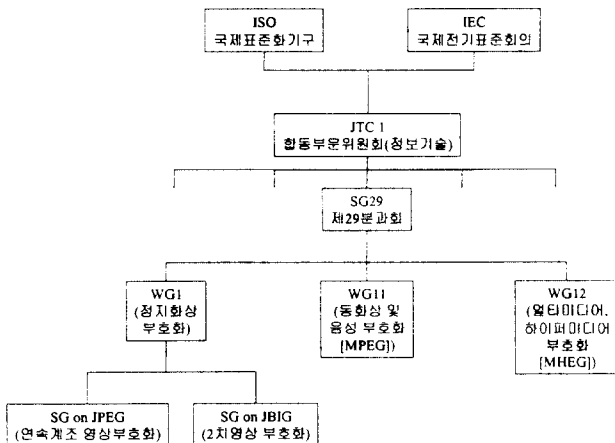 ISO
국제표준화기구
IEC
국제전기표준회의
JTC 1
합동부문위원회(정보기술)
SG29
제29분과회
WG1
(정지화상
부호화)
WG11
(동화상 및
음성 부호화
[MPEG])
WG12
(멀티미디어,
하이퍼미디어
부호화
[MHEG])
SG on JPEG
(연속계조 영상부호화)
SG on JBIG
(2치영상 부호화)